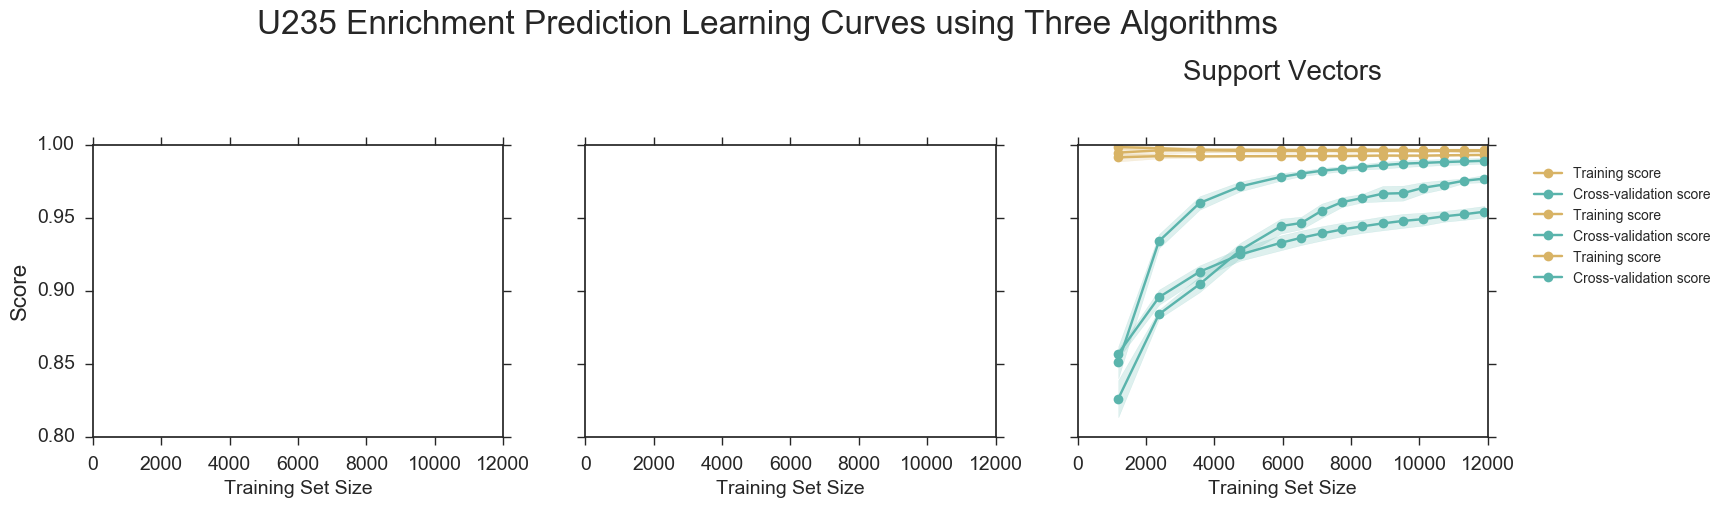 U235 Enrichment Prediction Learning Curves using Three Algorithms
Support Vectors
Score
1.00
0.95
0.90
0.85
0.80
0 2000 4000 6000 8000 10000 12000
Training Set Size
0 2000 4000 6000 8000 10000 12000
Training Set Size
0 2000 4000 6000 8000 10000 12000
Training Set Size
Training score
Cross-validation score
Training score
Cross-validation score
Training score
Cross-validation score